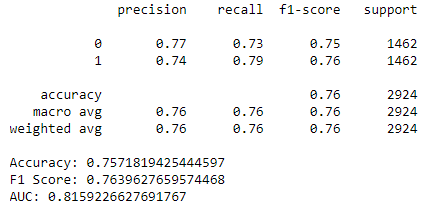 precision recall f1-score support
0 0.77 0.73 0.75 1462
1 0.74 0.79 0.76 1462
accuracy 0.76 2924
macro avg 0.76 0.76 0.76 2924
weighted avg 0.76 0.76 0.76 2924
Accuracy: 0.7571819425444597
F1 Score: 0.7639627659574468
AUC: 0.8159226627691767